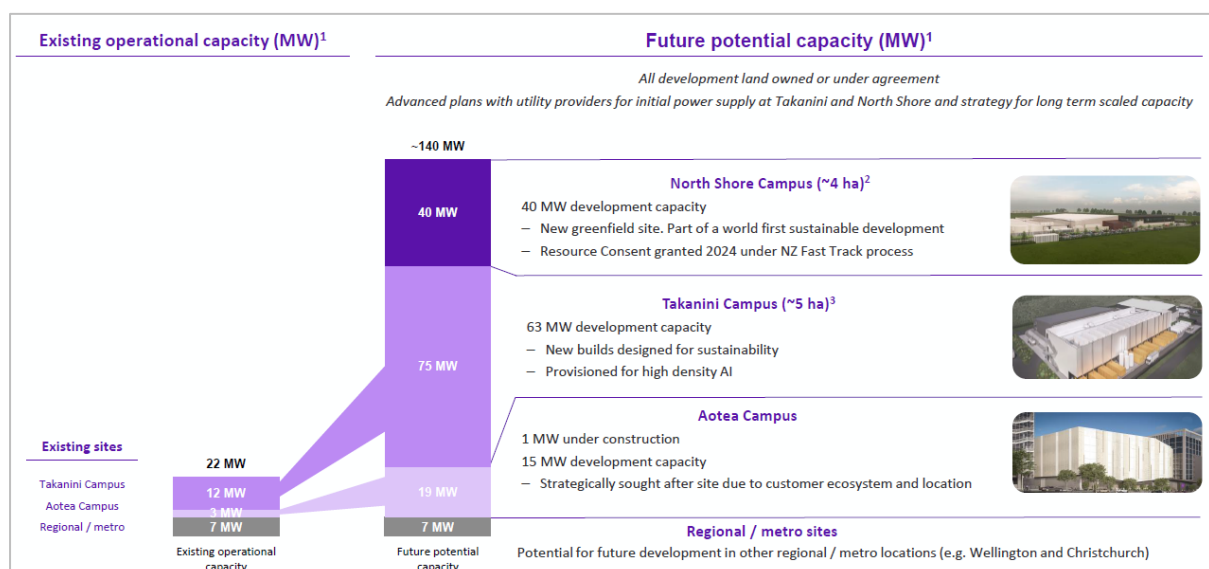 Existing operational capacity (MW)1
Future potential capacity (MW)1
All development land owned or under agreement
Advanced plans with utility providers for initial power supply at Takanini and North Shore and strategy for long term scaled capacity
~140 MW
40 MW
75 MW
19 MW
7 MW
Future potential
capacity
North Shore Campus (~4 ha)2
40 MW development capacity
– New greenfield site. Part of a world first sustainable development
– Resource Consent granted 2024 under NZ Fast Track process
Takanini Campus (~5 ha)3
63 MW development capacity
– New builds designed for sustainability
– Provisioned for high density AI
Aotea Campus
1 MW under construction
15 MW development capacity
– Strategically sought after site due to customer ecosystem and location
Regional / metro sites
Potential for future development in other regional / metro locations (e.g. Wellington and Christchurch)
Existing sites
Takanini Campus
Aotea Campus
Regional / metro
22 MW
12 MW
3 MW
7 MW
Existing operational
capacity